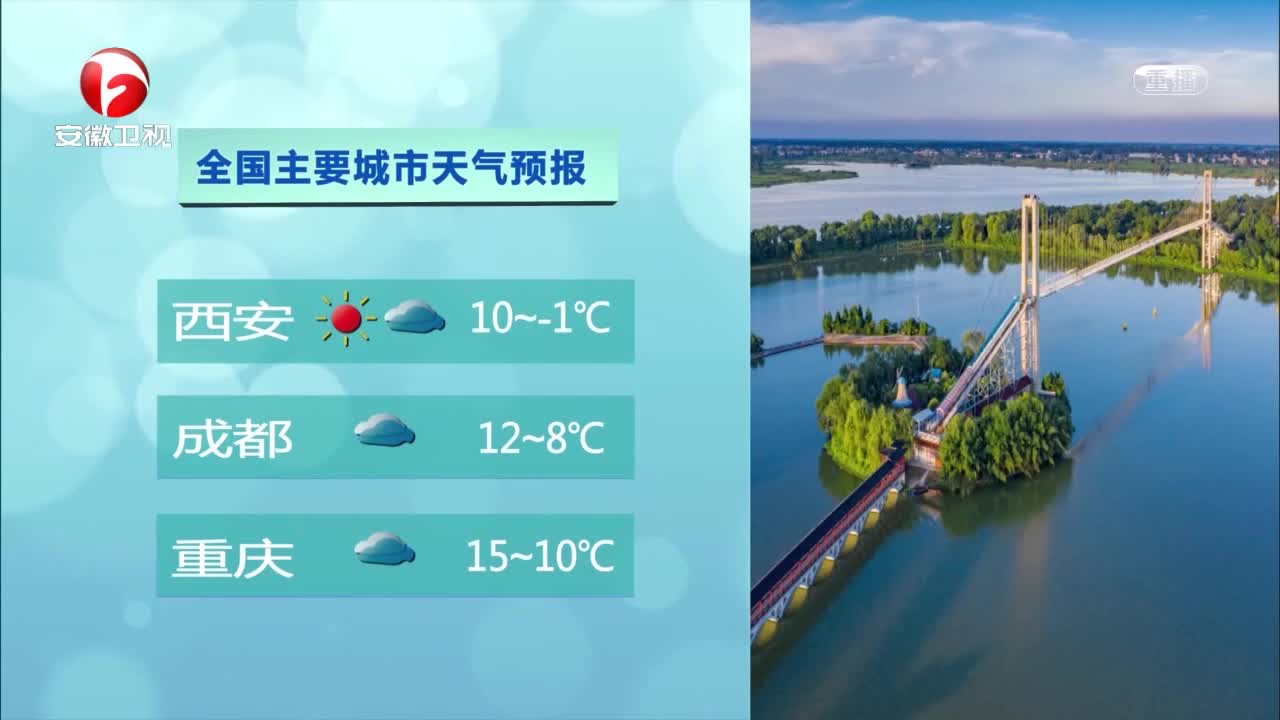 安徽卫视
重播
全国主要城市天气预报
西安 10~-1℃
成都 12~8℃
重庆 15~10℃